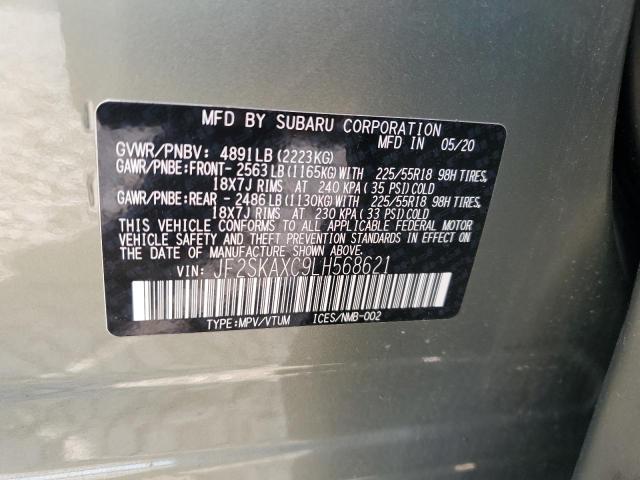 MFD BY SUBARU CORPORATION
MFD IN 05/20
GVWR/PNBV: 4891LB(2223KG)
GAWR/PNBE:FRONT- 2563LB(1165KG)WITH 225/55R18 98H TIRES,
18X7J RIMS AT 240 KPA(35 PSI)COLD
GAWR/PNBE:REAR - 2486LB(1130KG)WITH 225/55R18 98H TIRES,
18X7J RIMS AT 230 KPA(33 PSI)COLD
THIS VEHICLE CONFORMS TO ALL APPLICABLE FEDERAL MOTOR
VEHICLE SAFETY AND THEFT PREVENTION STANDARDS IN EFFECT
ON THE DATE OF MANUFACTURE SHOWN ABOVE.
VIN: JF2SKAXC9LH568621
TYPE:MPV/VTUM ICES/NMB-002